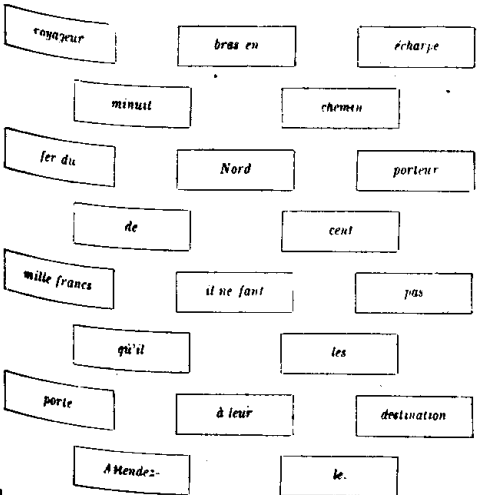 voyageur bras en écharpe
minuit chemin
fer du Nord porteur
de cent
mille francs il ne faut pas
qu'il les
porte à leur destination
Attendez- le.